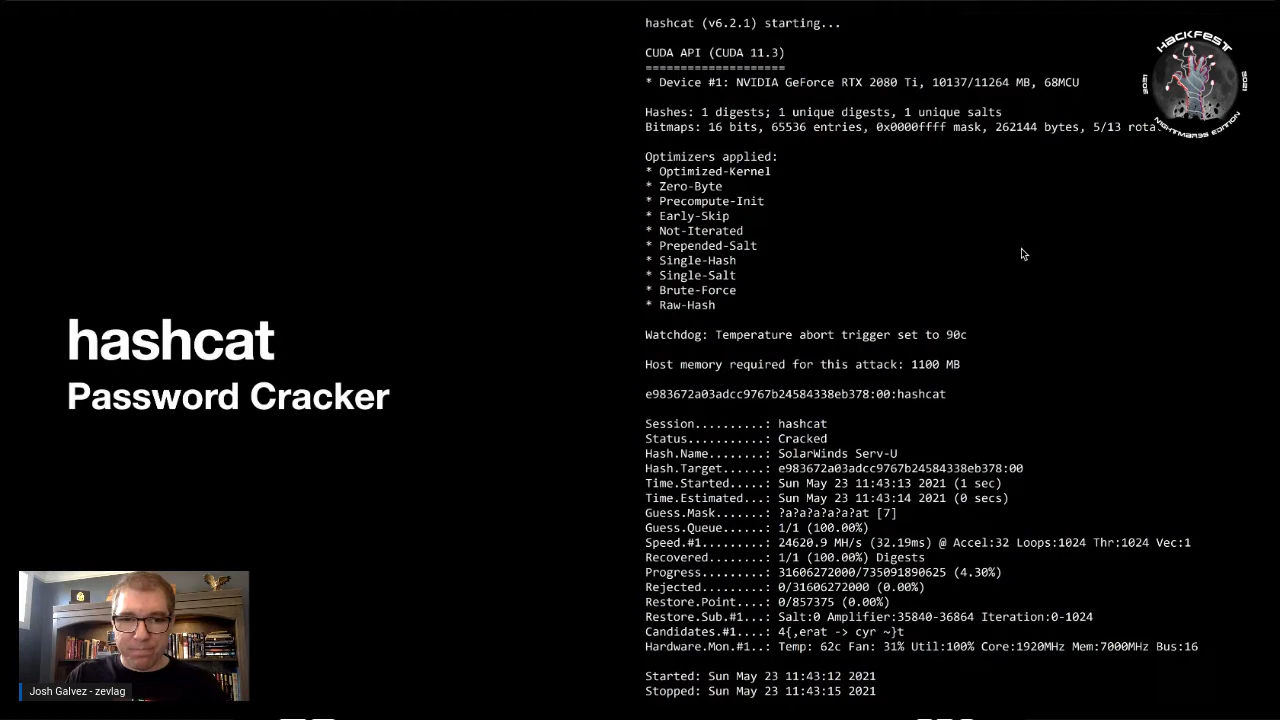 hashcat
Password Cracker
hashcat (v6.2.1) starting...
CUDA API (CUDA 11.3)
====================
* Device #1: NVIDIA GeForce RTX 2080 Ti, 10137/11264 MB, 68MCU
Hashes: 1 digests; 1 unique digests, 1 unique salts
Bitmaps: 16 bits, 65536 entries, 0x0000ffff mask, 262144 bytes, 5/13 rota
Optimizers applied:
* Optimized-Kernel
* Zero-Byte
* Precompute-Init
* Early-Skip
* Not-Iterated
* Prepended-Salt
* Single-Hash
* Single-Salt
* Brute-Force
* Raw-Hash
Watchdog: Temperature abort trigger set to 90c
Host memory required for this attack: 1100 MB
e983672a03adcc9767b24584338eb378:00:hashcat
Session..........: hashcat
Status...........: Cracked
Hash.Name........: SolarWinds Serv-U
Hash.Target......: e983672a03adcc9767b24584338eb378:00
Time.Started.....: Sun May 23 11:43:13 2021 (1 sec)
Time.Estimated...: Sun May 23 11:43:14 2021 (0 secs)
Guess.Mask.......: ?a?a?a?a?a?at [7]
Guess.Queue......: 1/1 (100.00%)
Speed.#1.........: 24620.9 MH/s (32.19ms) @ Accel:32 Loops:1024 Thr:1024 Vec:1
Recovered........: 1/1 (100.00%) Digests
Progress.........: 31606272000/735091890625 (4.30%)
Rejected.........: 0/31606272000 (0.00%)
Restore.Point....: 0/857375 (0.00%)
Restore.Sub.#1...: Salt:0 Amplifier:35840-36864 Iteration:0-1024
Candidates.#1....: 4{,erat -> cyr ~}t
Hardware.Mon.#1..: Temp: 62c Fan: 31% Util:100% Core:1920MHz Mem:7000MHz Bus:16
Started: Sun May 23 11:43:12 2021
Stopped: Sun May 23 11:43:15 2021
HACKFEST
2021
NIGHTMAR3S EDITION
Josh Galvez - zevlag